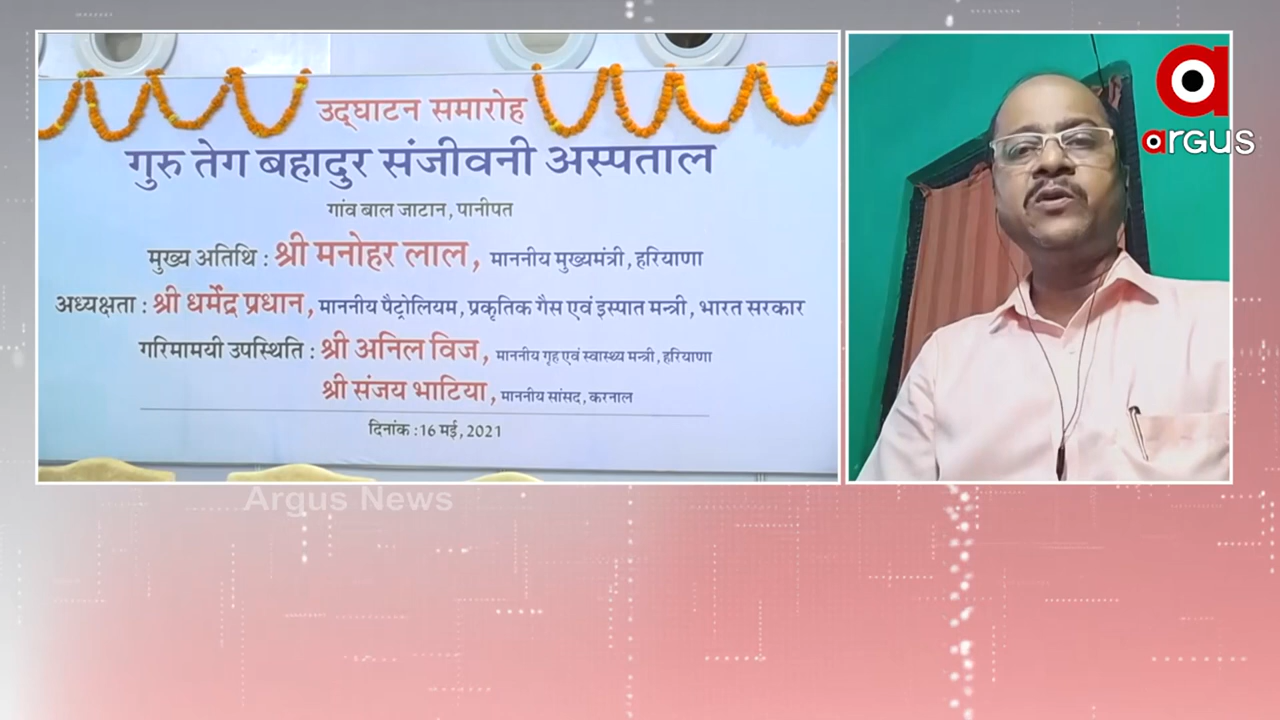 उद्घाटन समारोह
गुरु तेग बहादुर संजीवनी अस्पताल
गांव बाल जाटान, पानीपत
मुख्य अतिथि : श्री मनोहर लाल, माननीय मुख्यमंत्री, हरियाणा
अध्यक्षता : श्री धर्मेंद्र प्रधान, माननीय पैट्रोलियम, प्रकृतिक गैस एवं इस्पात मन्त्री, भारत सरकार
गरिमामयी उपस्थिति : श्री अनिल विज, माननीय गृह एवं स्वास्थ्य मन्त्री, हरियाणा
श्री संजय भाटिया, माननीय सांसद, करनाल
दिनांक : 16 मई, 2021
argus
Argus News